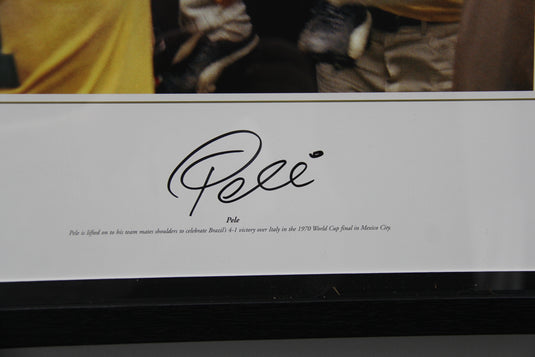 Pelé
Pele
Pele is lifted on to his team mates shoulders to celebrate Brazil's 4-1 victory over Italy in the 1970 World Cup final in Mexico City.